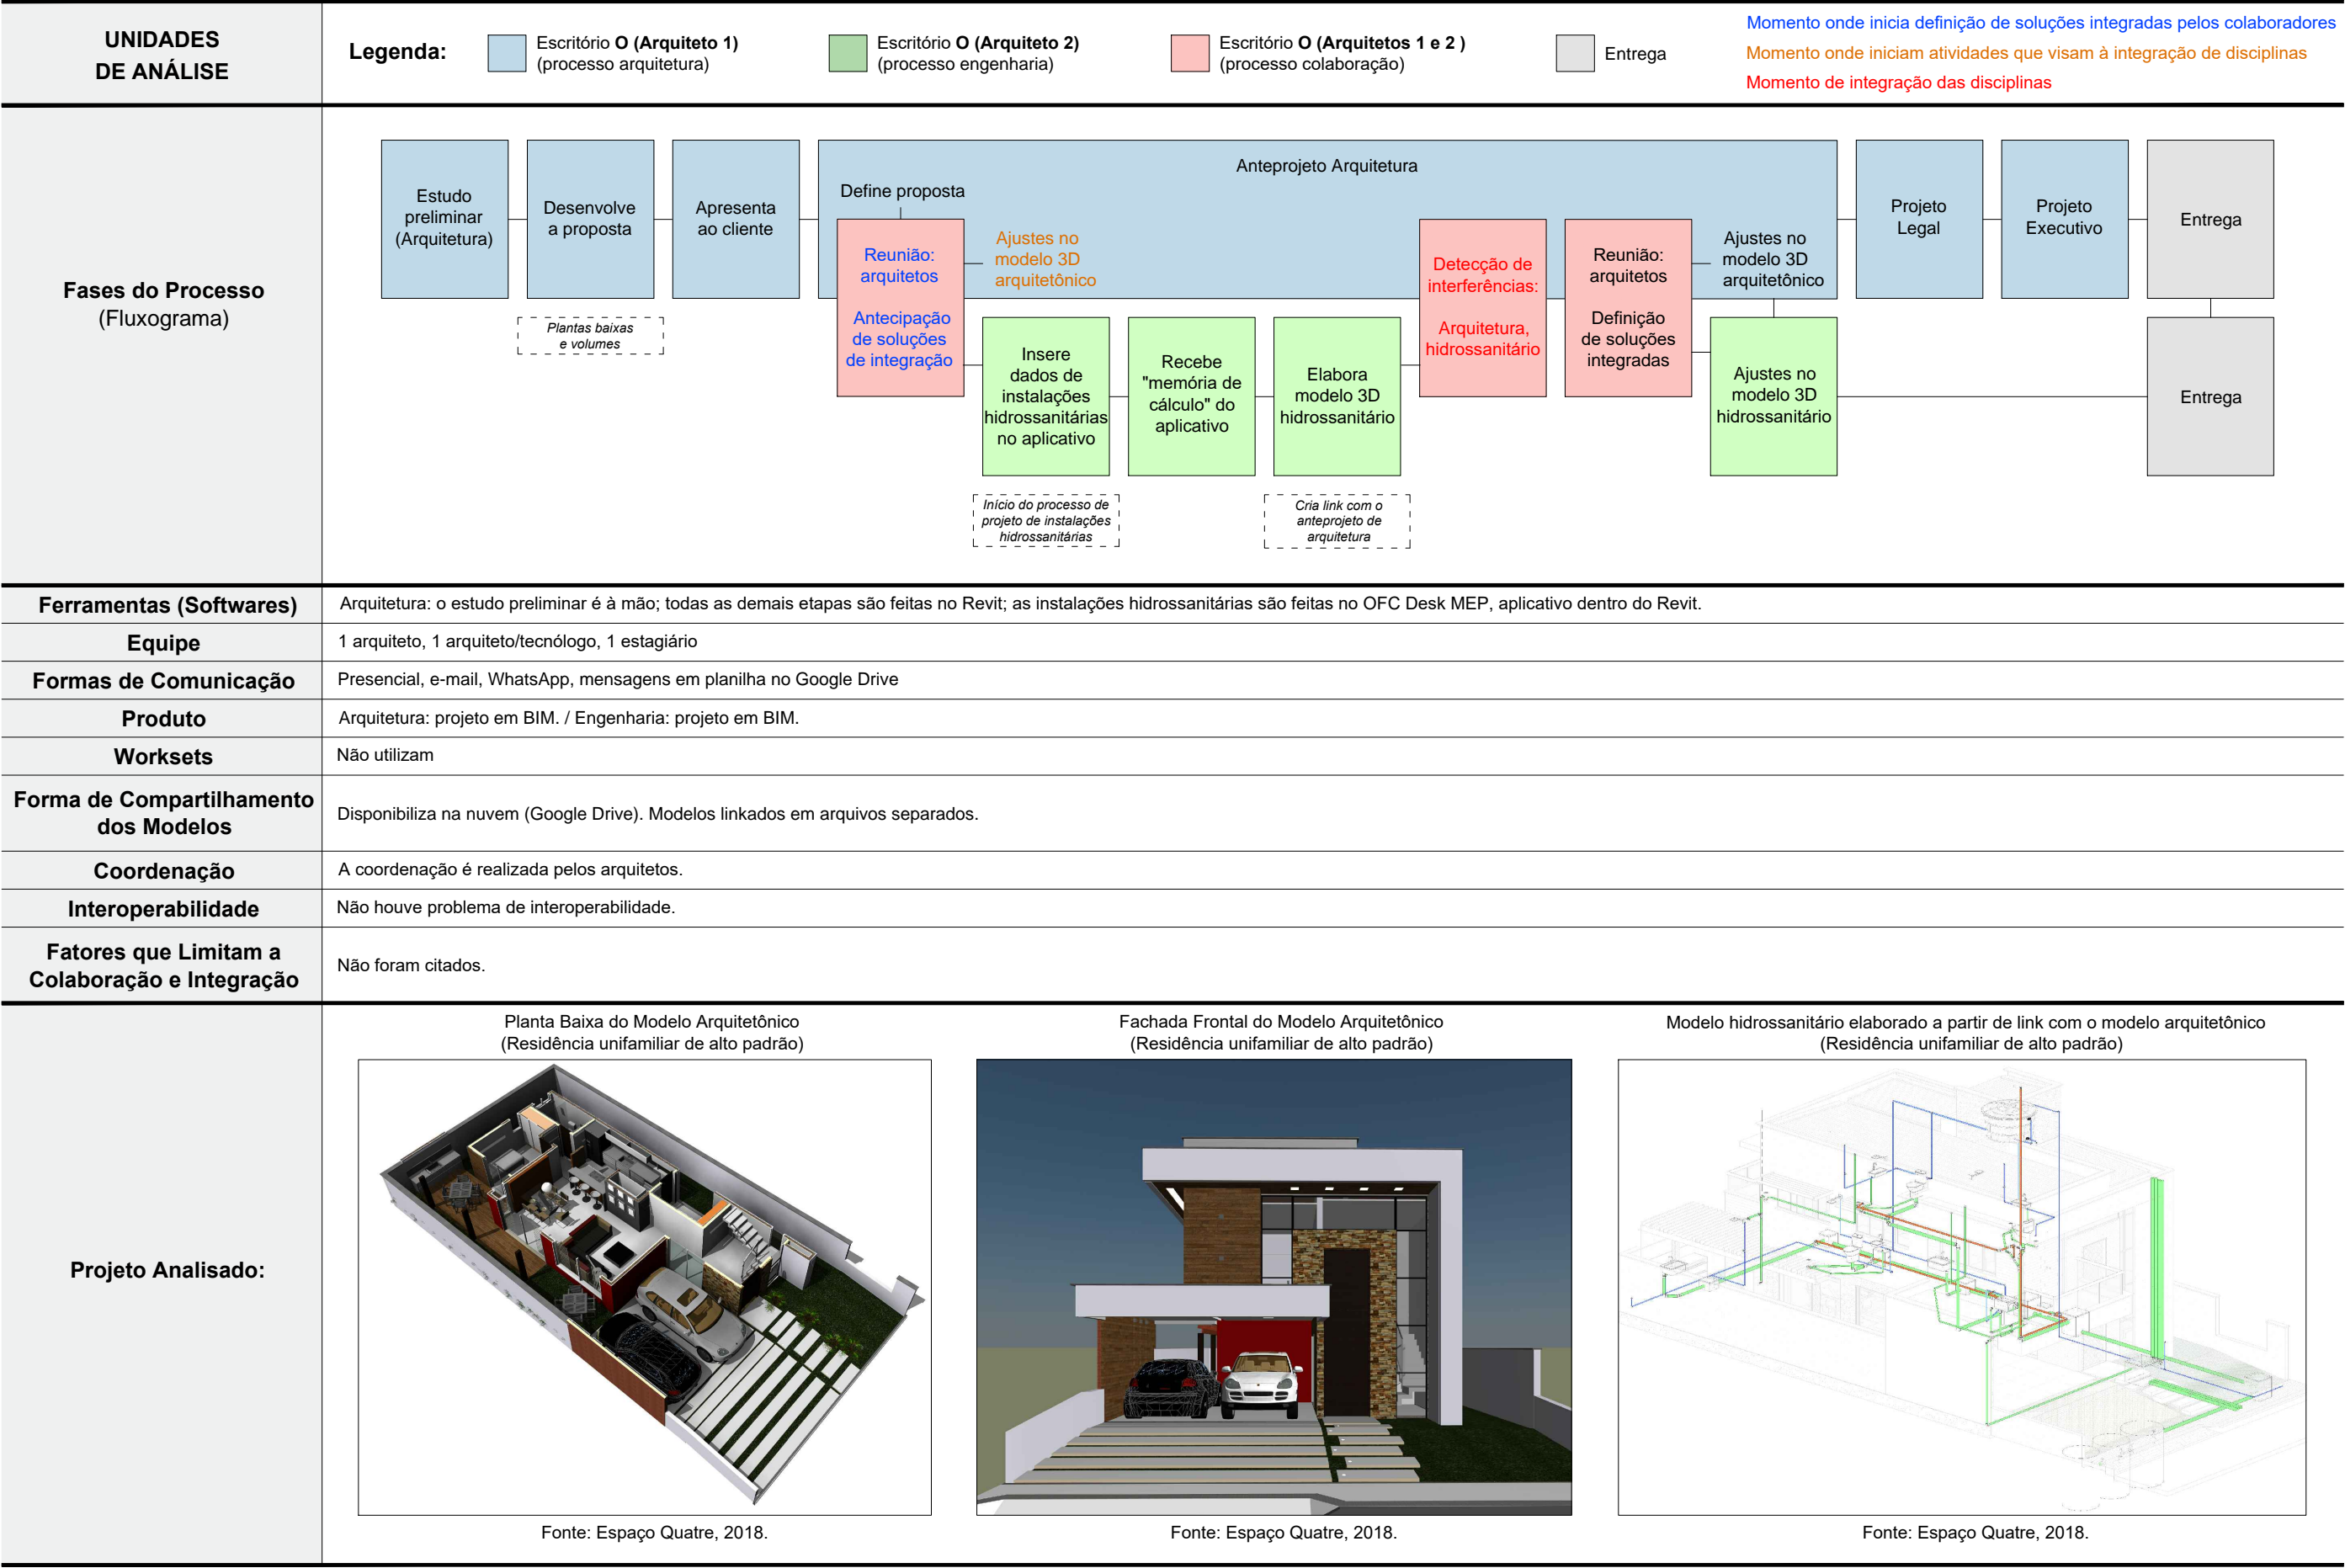 UNIDADES
DE ANÁLISE
Legenda:
Escritório O (Arquiteto 1)
(processo arquitetura)
Escritório O (Arquiteto 2)
(processo engenharia)
Escritório O (Arquitetos 1 e 2 )
(processo colaboração)
Entrega
Momento onde inicia definição de soluções integradas pelos colaboradores
Momento onde iniciam atividades que visam à integração de disciplinas
Momento de integração das disciplinas
Fases do Processo
(Fluxograma)
Estudo
preliminar
(Arquitetura)
Desenvolve
a proposta
Plantas baixas
e volumes
Apresenta
ao cliente
Anteprojeto Arquitetura
Define proposta
Reunião:
arquitetos
Antecipação
de soluções
de integração
Ajustes no
modelo 3D
arquitetônico
Insere
dados de
instalações
hidrossanitárias
no aplicativo
Início do processo de
projeto de instalações
hidrossanitárias
Recebe
"memória de
cálculo" do
aplicativo
Elabora
modelo 3D
hidrossanitário
Cria link com o
anteprojeto de
arquitetura
Detecção de
interferências:
Arquitetura,
hidrossanitário
Reunião:
arquitetos
Definição
de soluções
integradas
Ajustes no
modelo 3D
arquitetônico
Ajustes no
modelo 3D
hidrossanitário
Projeto
Legal
Projeto
Executivo
Entrega
Entrega
Ferramentas (Softwares)
Arquitetura: o estudo preliminar é à mão; todas as demais etapas são feitas no Revit; as instalações hidrossanitárias são feitas no OFC Desk MEP, aplicativo dentro do Revit.
Equipe
1 arquiteto, 1 arquiteto/tecnólogo, 1 estagiário
Formas de Comunicação
Presencial, e-mail, WhatsApp, mensagens em planilha no Google Drive
Produto
Arquitetura: projeto em BIM. / Engenharia: projeto em BIM.
Worksets
Não utilizam
Forma de Compartilhamento
dos Modelos
Disponibiliza na nuvem (Google Drive). Modelos linkados em arquivos separados.
Coordenação
A coordenação é realizada pelos arquitetos.
Interoperabilidade
Não houve problema de interoperabilidade.
Fatores que Limitam a
Colaboração e Integração
Não foram citados.
Projeto Analisado:
Planta Baixa do Modelo Arquitetônico
(Residência unifamiliar de alto padrão)
Fonte: Espaço Quatre, 2018.
Fachada Frontal do Modelo Arquitetônico
(Residência unifamiliar de alto padrão)
Fonte: Espaço Quatre, 2018.
Modelo hidrossanitário elaborado a partir de link com o modelo arquitetônico
(Residência unifamiliar de alto padrão)
Fonte: Espaço Quatre, 2018.